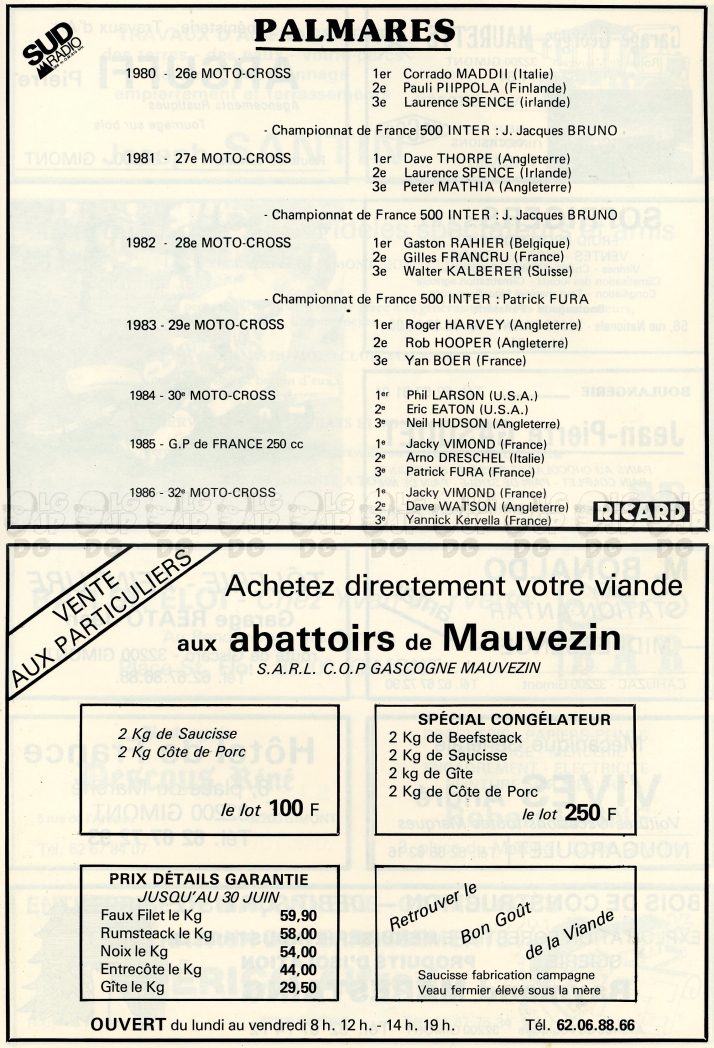 SUD
RADIO
PALMARES
1980 - 26e MOTO-CROSS
1er Corrado MADDII (Italie)
2e Pauli PIIPPOLA (Finlande)
3e Laurence SPENCE (irlande)
- Championnat de France 500 INTER : J. Jacques BRUNO
1981 - 27e MOTO-CROSS
1er Dave THORPE (Angleterre)
2e Laurence SPENCE (Irlande)
3e Peter MATHIA (Angleterre)
- Championnat de France 500 INTER : J. Jacques BRUNO
1982 - 28e MOTO-CROSS
1er Gaston RAHIER (Belgique)
2e Gilles FRANCRU (France)
3e Walter KALBERER (Suisse)
- Championnat de France 500 INTER : Patrick FURA
1983 - 29e MOTO-CROSS
1er Roger HARVEY (Angleterre)
2e Rob HOOPER (Angleterre)
3e Yan BOER (France)
1984 - 30e MOTO-CROSS
1er Phil LARSON (U.S.A.)
2e Eric EATON (U.S.A.)
3e Neil HUDSON (Angleterre)
1985 - G.P de FRANCE 250 cc
1e Jacky VIMOND (France)
2e Arno DRESCHEL (Italie)
3e Patrick FURA (France)
1986 - 32e MOTO-CROSS
1e Jacky VIMOND (France)
2e Dave WATSON (Angleterre)
3e Yannick Kervella (France)
RICARD
VENTE
AUX PARTICULIERS
Achetez directement votre viande
aux abattoirs de Mauvezin
S.A.R.L. C.O.P GASCOGNE MAUVEZIN
2 Kg de Saucisse
2 Kg Côte de Porc
le lot 100 F
SPÉCIAL CONGÉLATEUR
2 Kg de Beefsteack
2 Kg de Saucisse
2 kg de Gîte
2 Kg de Côte de Porc
le lot 250 F
PRIX DÉTAILS GARANTIE
JUSQU'AU 30 JUIN
Faux Filet le Kg 59,90
Rumsteack le Kg 58,00
Noix le Kg 54,00
Entrecôte le Kg 44,00
Gîte le Kg 29,50
Retrouver le
Bon Goût
de la Viande
Saucisse fabrication campagne
Veau fermier élevé sous la mère
OUVERT du lundi au vendredi 8 h. 12 h. - 14 h. 19 h. Tél. 62.06.88.66